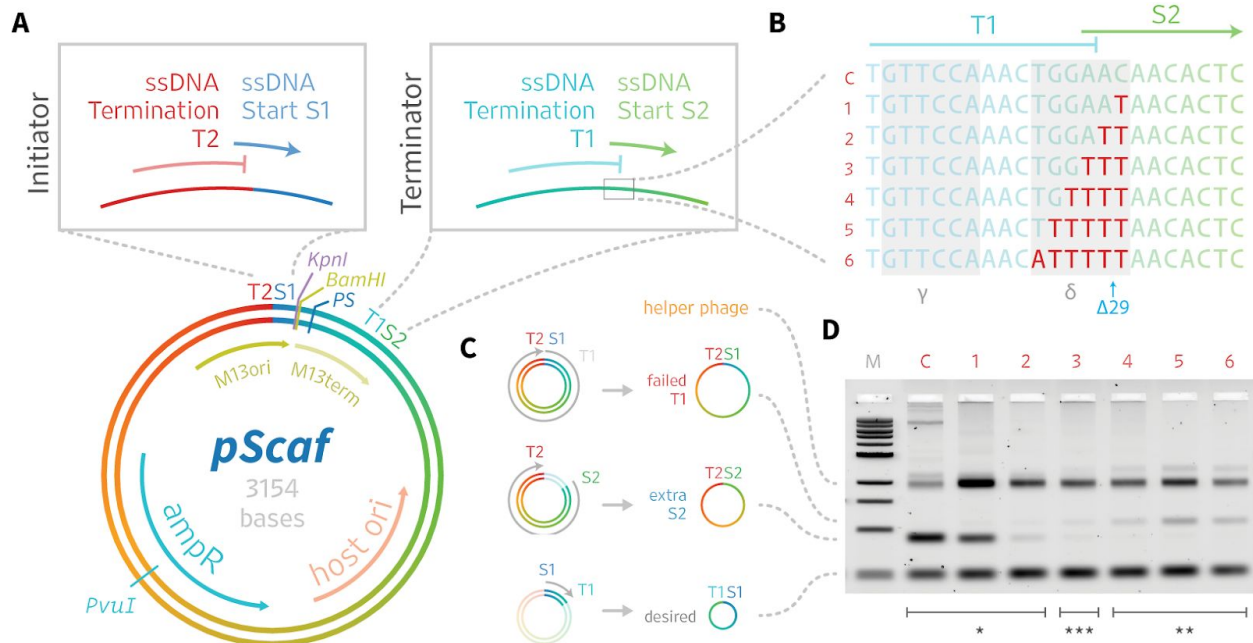 A
Initiator
ssDNA Termination T2
ssDNA Start S1
Terminator
ssDNA Termination T1
ssDNA Start S2
T2S1
KpnI
BamHI
PS
T1S2
M13ori
M13term
pScaf
3154
bases
ampR
host ori
PvuI
B
T1
S2
C TGTTCCAAACTGGAACAACACTC
1 TGTTCCAAACTGGAATAACACTC
2 TGTTCCAAACTGGATTAACACTC
3 TGTTCCAAACTGGTTTAACACTC
4 TGTTCCAAACTGTTTTAACACTC
5 TGTTCCAAACTTTTTTAACACTC
6 TGTTCCAAACATTTTTAACACTC
γ
δ
↑
Δ29
C
helper phage
T2 S1
T1
T2S1
failed
T1
T2
S2
T2S2
extra
S2
S1
T1
T1S1
desired
D
M C 1 2 3 4 5 6
* *** **